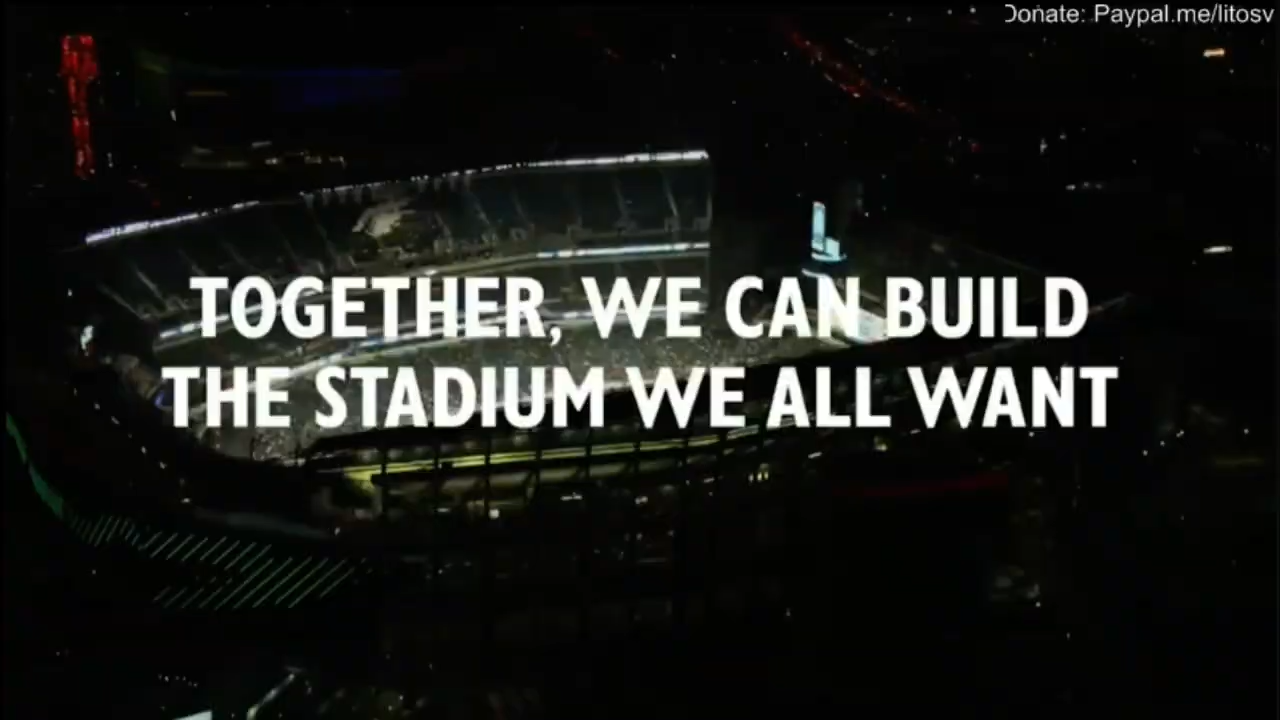 Donate: Paypal.me/litosv
TOGETHER, WE CAN BUILD
THE STADIUM WE ALL WANT